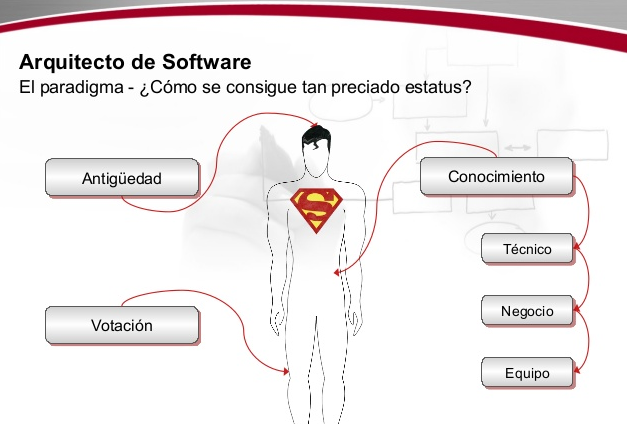 Arquitecto de Software
El paradigma - ¿Cómo se consigue tan preciado estatus?
Antigüedad
Conocimiento
S
Técnico
Negocio
Votación
Equipo